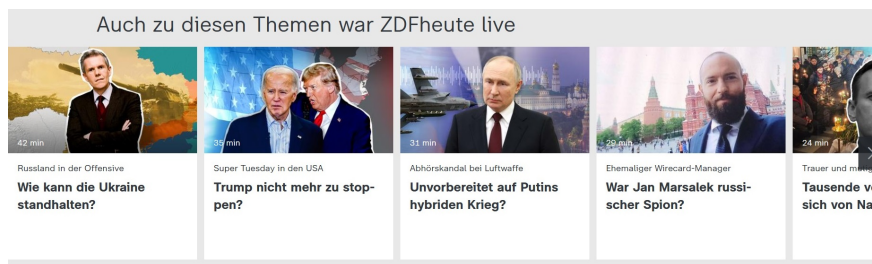 Auch zu diesen Themen war ZDFheute live
42 min
Russland in der Offensive
Wie kann die Ukraine
standhalten?
35 min
Super Tuesday in den USA
Trump nicht mehr zu stop-
pen?
31 min
Abhörskandal bei Luftwaffe
Unvorbereitet auf Putins
hybriden Krieg?
29 min
Ehemaliger Wirecard-Manager
War Jan Marsalek russi-
scher Spion?
24 min
Trauer und
Tausende
sich von